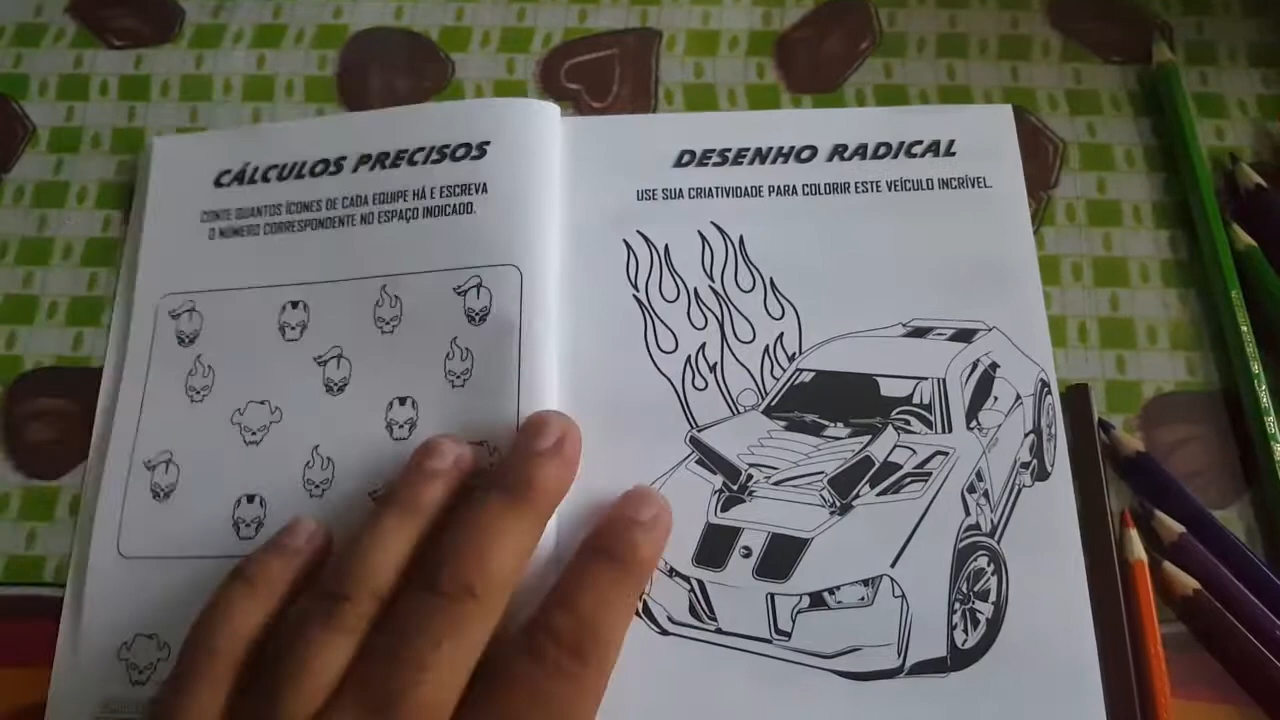 CÁLCULOS PRECISOS
CONTE QUANTOS ÍCONES DE CADA EQUIPE HÁ E ESCREVA
O NÚMERO CORRESPONDENTE NO ESPAÇO INDICADO.
DESENHO RADICAL
USE SUA CRIATIVIDADE PARA COLORIR ESTE VEÍCULO INCRÍVEL.